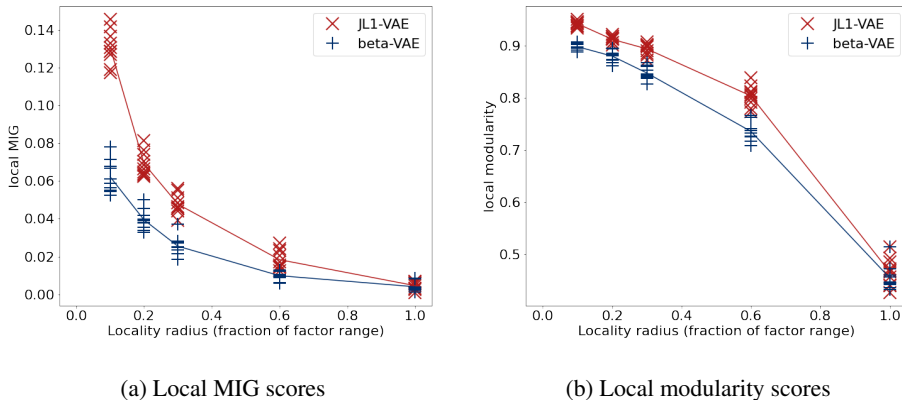 JL1-VAE
beta-VAE
0.14
0.12
0.10
0.08
0.06
0.04
0.02
0.00
local MIG
0.0 0.2 0.4 0.6 0.8 1.0
Locality radius (fraction of factor range)
(a) Local MIG scores
JL1-VAE
beta-VAE
0.9
0.8
0.7
0.6
0.5
local modularity
0.0 0.2 0.4 0.6 0.8 1.0
Locality radius (fraction of factor range)
(b) Local modularity scores